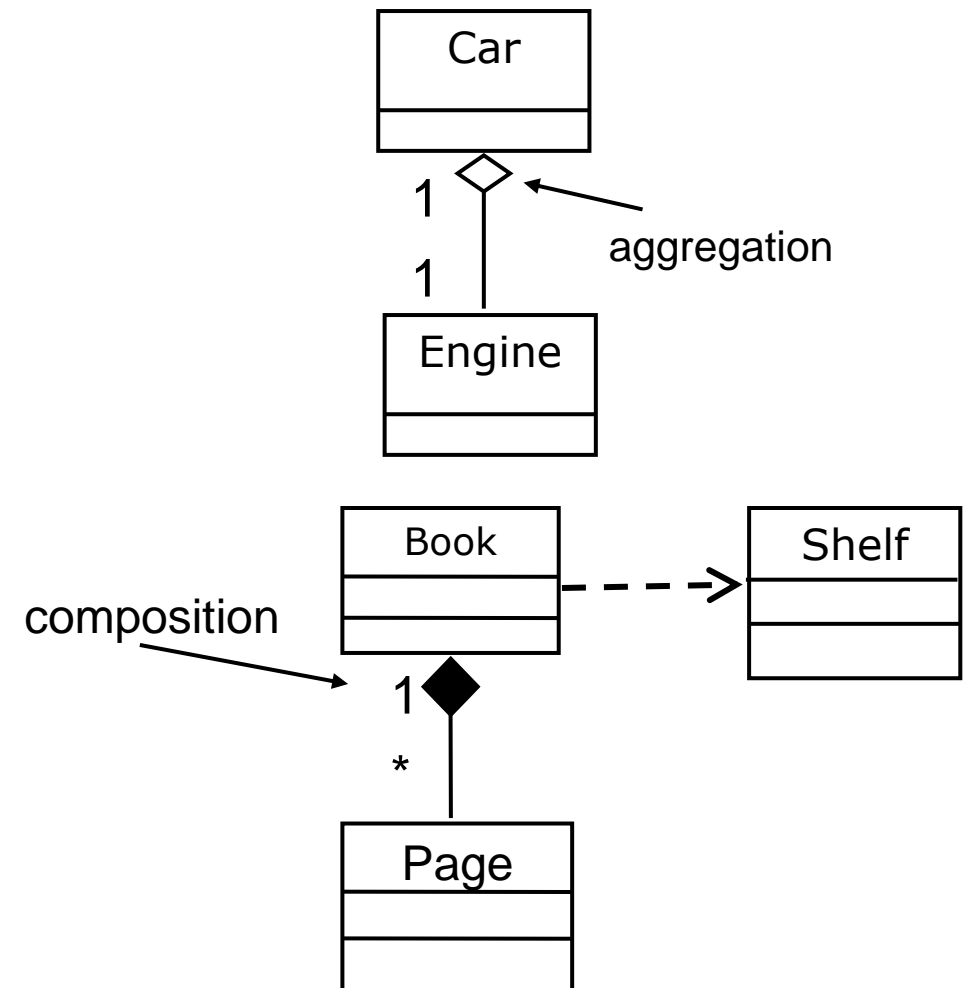 Car
1
aggregation
1
Engine
Book
Shelf
composition
1
*
Page